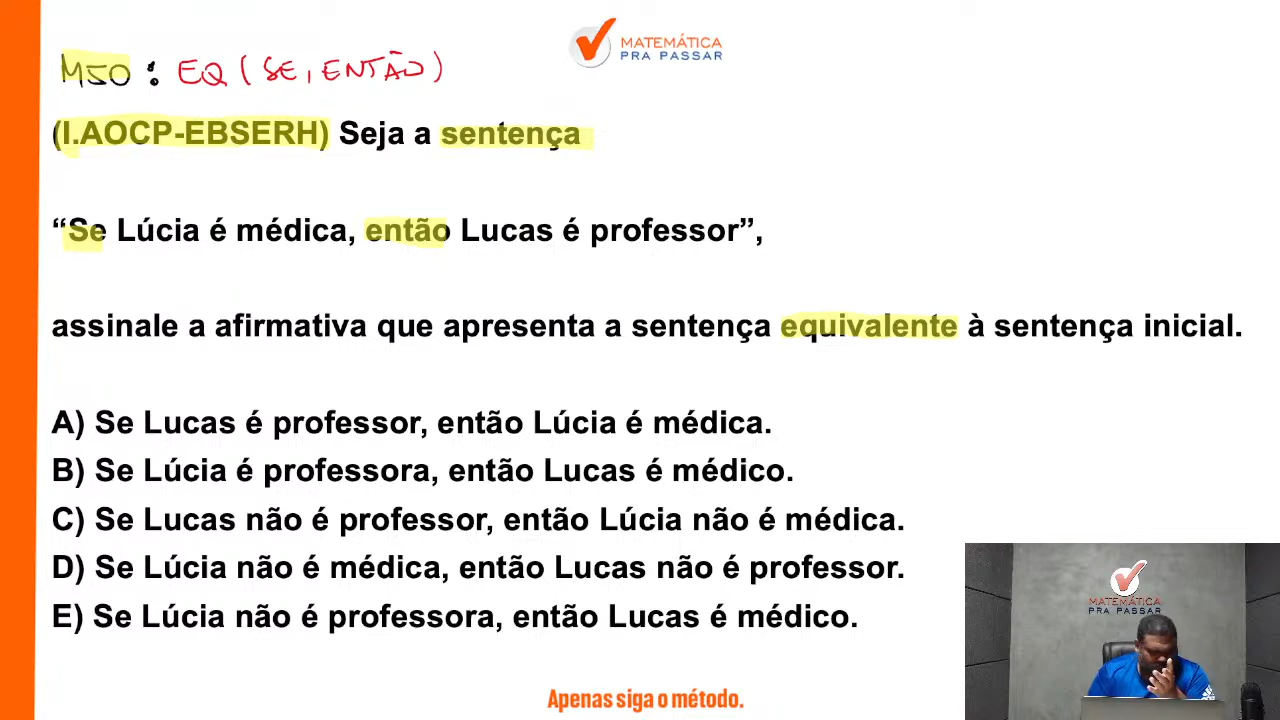 MATEMÁTICA
PRA PASSAR
M50 : EQ (SE, ENTÃO)
(I.AOCP-EBSERH) Seja a sentença
“Se Lúcia é médica, então Lucas é professor”,
assinale a afirmativa que apresenta a sentença equivalente à sentença inicial.
A) Se Lucas é professor, então Lúcia é médica.
B) Se Lúcia é professora, então Lucas é médico.
C) Se Lucas não é professor, então Lúcia não é médica.
D) Se Lúcia não é médica, então Lucas não é professor.
E) Se Lúcia não é professora, então Lucas é médico.
MATEMÁTICA
PRA PASSAR
Apenas siga o método.